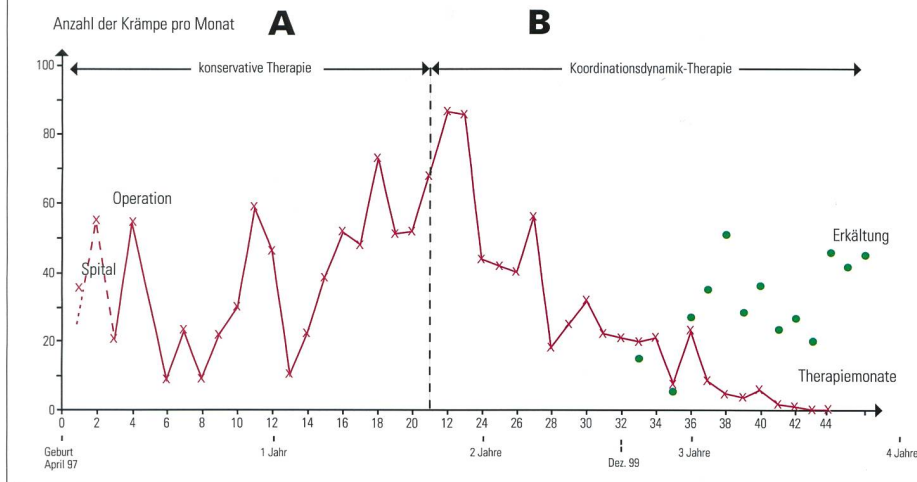 Anzahl der Krämpe pro Monat
A
B
100
konservative Therapie
Koordinationsdynamik-Therapie
80
Operation
60
Erkältung
Spital
40
20
Therapiemonate
0
0 2 4 6 8 10 12 14 16 18 20 12 24 26 28 30 32 34 36 38 40 42 44
Geburt
April 97
1 Jahr
2 Jahre
Dez. 99
3 Jahre
4 Jahre